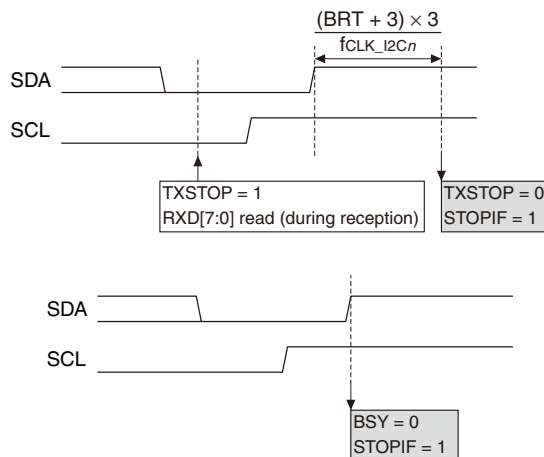 (BRT + 3) × 3
fCLK_I2Cn
SDA
SCL
TXSTOP = 1
RXD[7:0] read (during reception)
TXSTOP = 0
STOPIF = 1
SDA
SCL
BSY = 0
STOPIF = 1